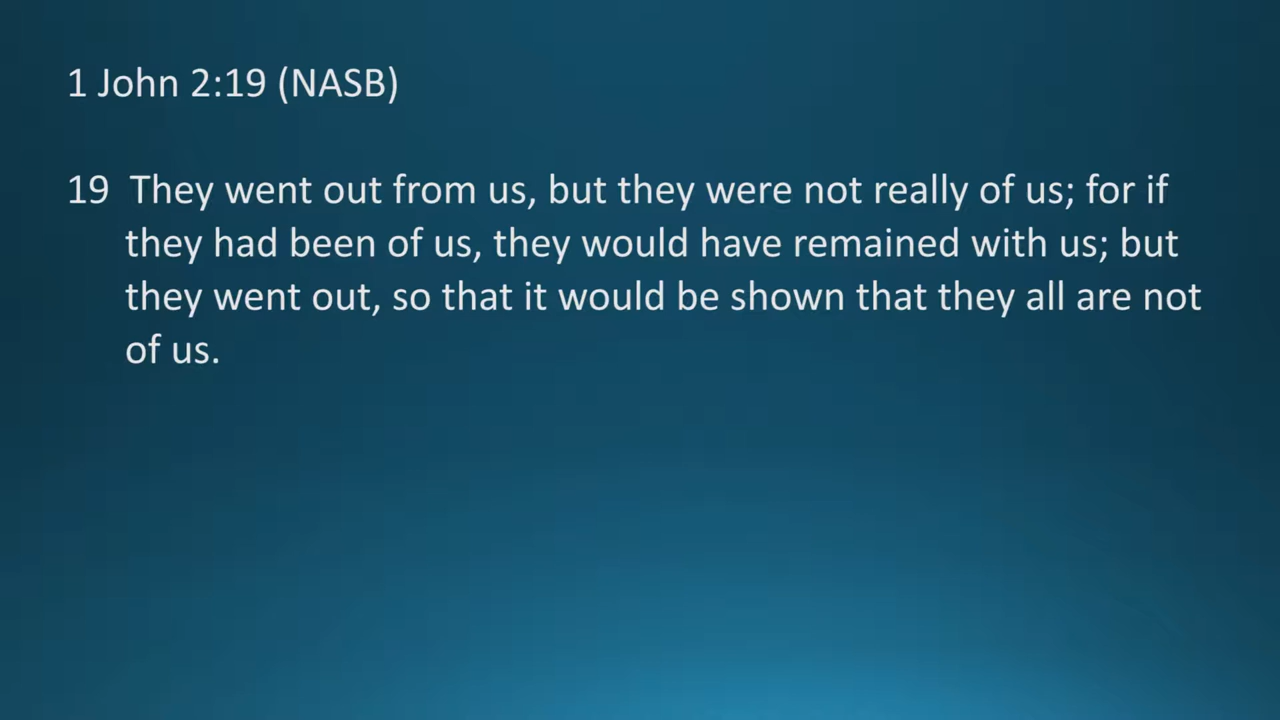 1 John 2:19 (NASB)
19 They went out from us, but they were not really of us; for if
they had been of us, they would have remained with us; but
they went out, so that it would be shown that they all are not
of us.